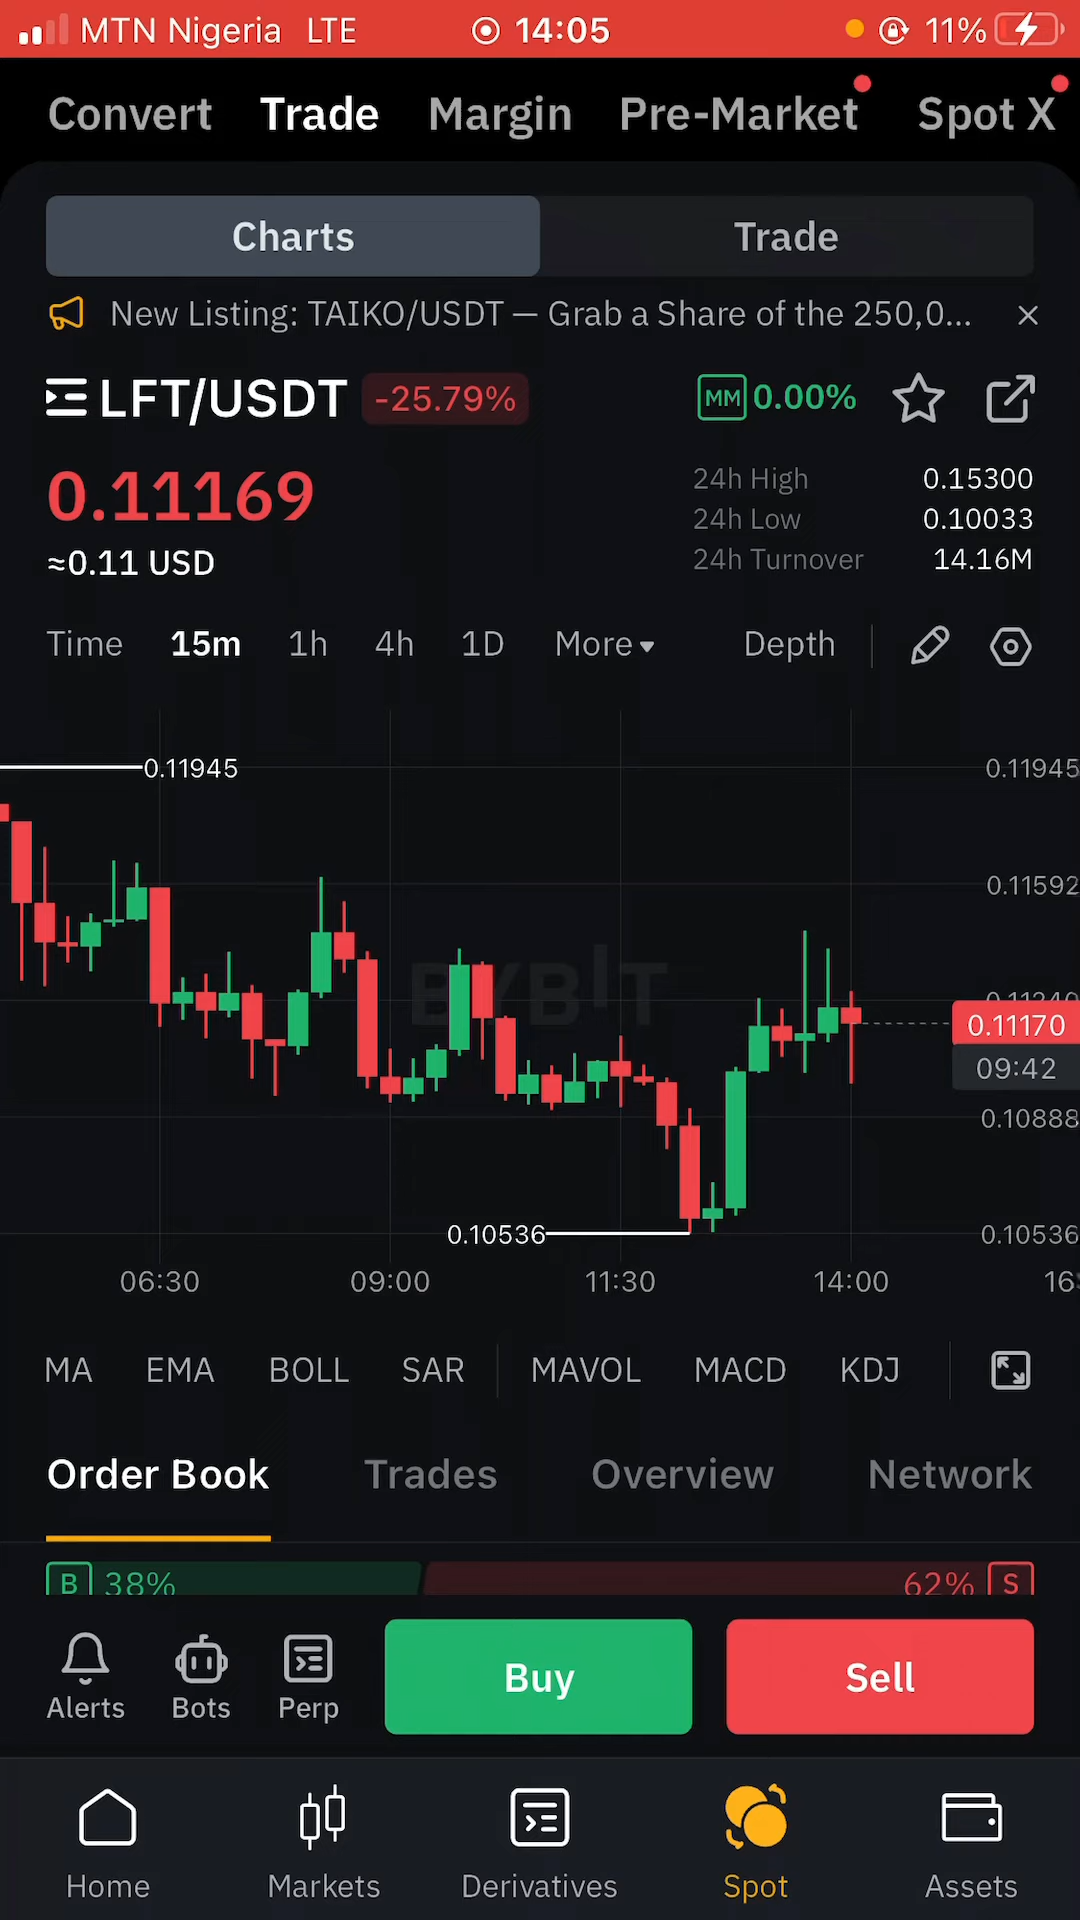 MTN Nigeria LTE 14:05 11%
Convert Trade Margin Pre-Market Spot X
Charts Trade
New Listing: TAIKO/USDT — Grab a Share of the 250,0...
LFT/USDT -25.79% MM 0.00%
0.11169
≈0.11 USD
24h High 0.15300
24h Low 0.10033
24h Turnover 14.16M
Time 15m 1h 4h 1D More Depth
0.11945 0.11945
0.11592
BYBIT
0.11240
0.11170
09:42
0.10888
0.10536 0.10536
06:30 09:00 11:30 14:00 16:
MA EMA BOLL SAR MAVOL MACD KDJ
Order Book Trades Overview Network
B 38% 62% S
Alerts Bots Perp Buy Sell
Home Markets Derivatives Spot Assets